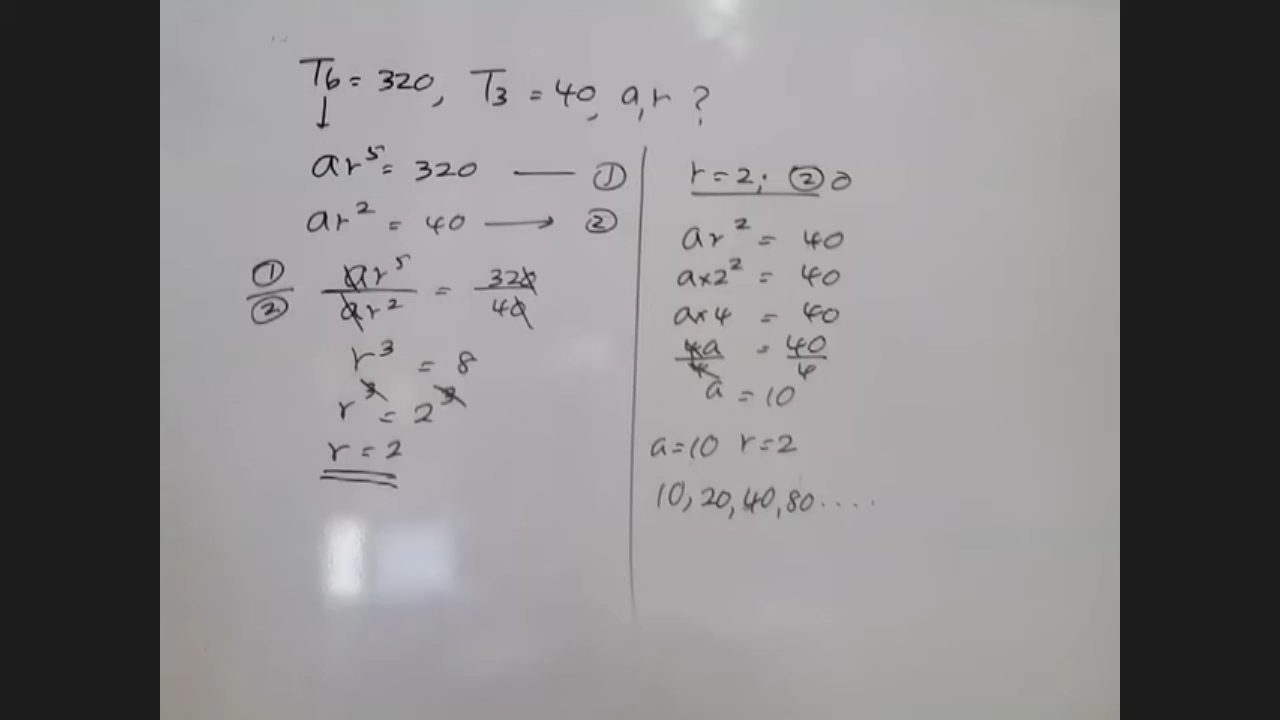 T₆ = 320, T₃ = 40, a, r ?
↓
ar⁵ = 320 —— ①
ar² = 40 ⟶ ②
①/② ar⁵/ar² = 320/40
r³ = 8
r³ = 2³
r = 2
r = 2; ②
ar² = 40
a×2² = 40
a×4 = 40
4a/4 = 40/4
a = 10
a=10 r=2
10, 20, 40, 80 ....